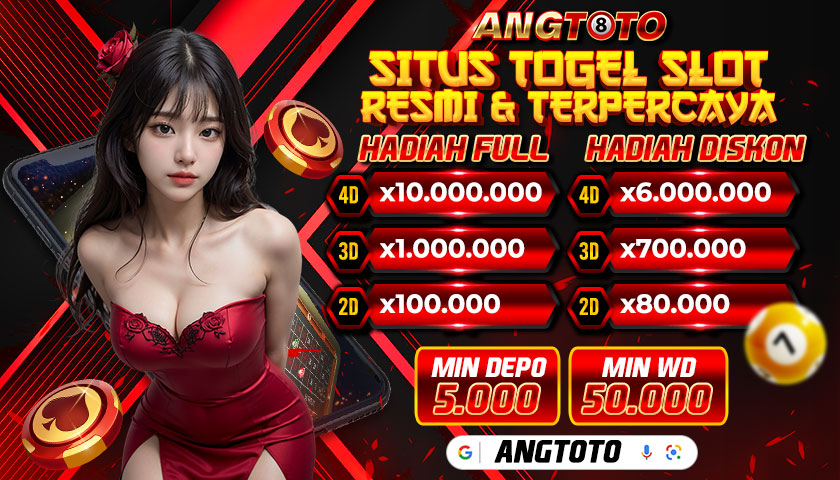 ANGTOTO
8
SITUS TOGEL SLOT
RESMI & TERPERCAYA
HADIAH FULL
4D x10.000.000
3D x1.000.000
2D x100.000
HADIAH DISKON
4D x6.000.000
3D x700.000
2D x80.000
MIN DEPO
5.000
MIN WD
50.000
G ANGTOTO
7